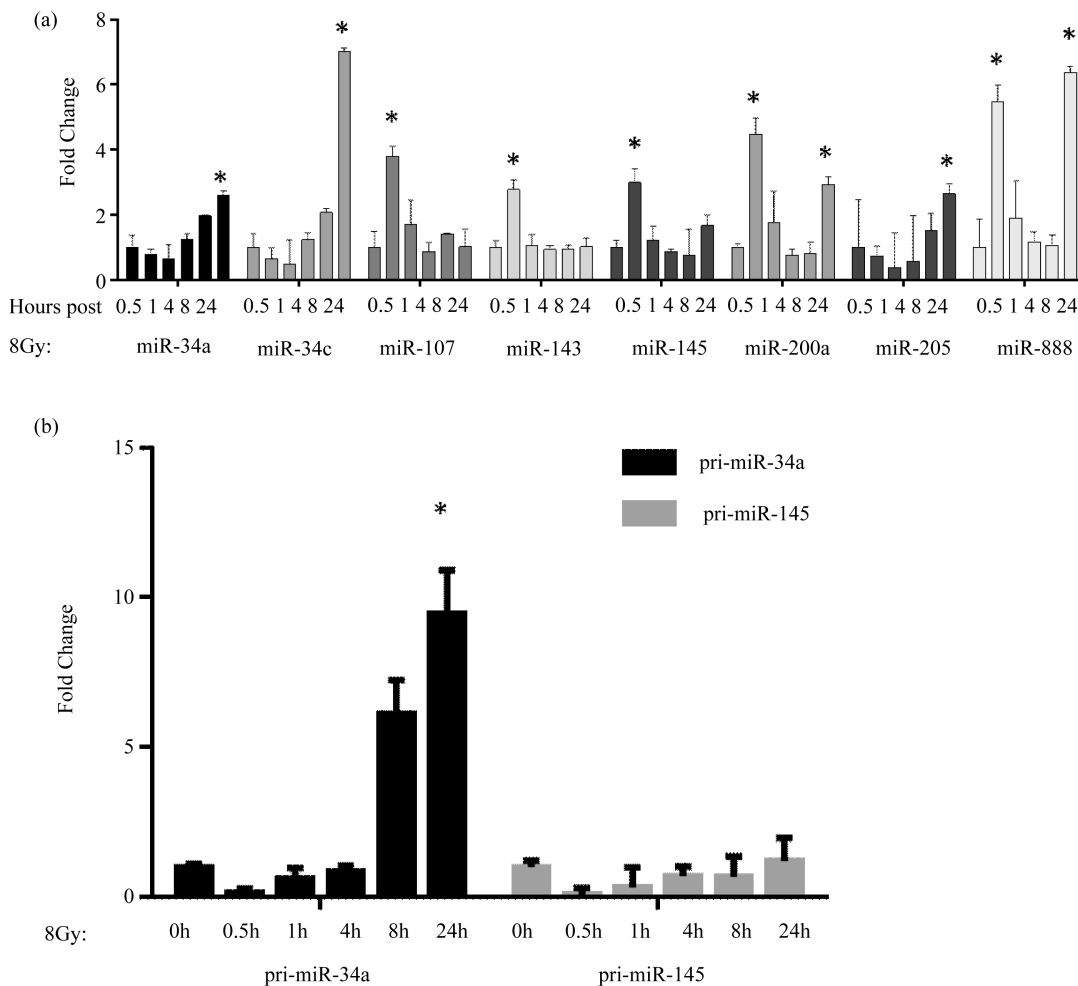 (a)
8
6
4
2
0
Fold Change
* * * * * * * * * *
Hours post 0.5 1 4 8 24 0.5 1 4 8 24 0.5 1 4 8 24 0.5 1 4 8 24 0.5 1 4 8 24 0.5 1 4 8 24 0.5 1 4 8 24 0.5 1 4 8 24
8Gy: miR-34a miR-34c miR-107 miR-143 miR-145 miR-200a miR-205 miR-888
(b)
15
10
5
0
Fold Change
pri-miR-34a
pri-miR-145
*
8Gy: 0h 0.5h 1h 4h 8h 24h 0h 0.5h 1h 4h 8h 24h
pri-miR-34a pri-miR-145